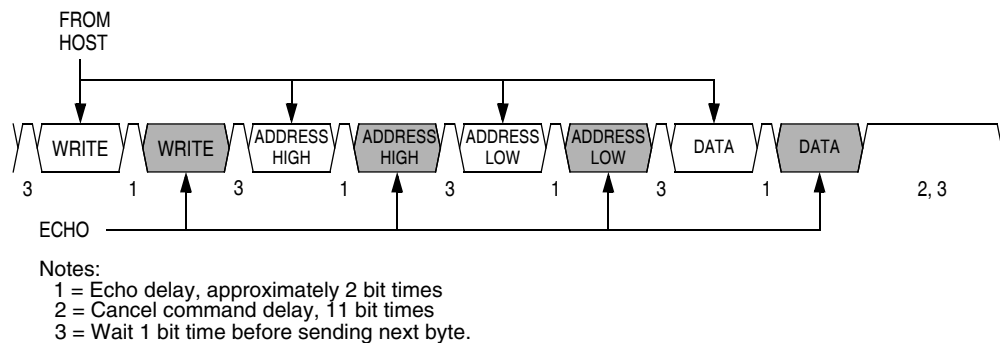 FROM
HOST
WRITE WRITE ADDRESS HIGH ADDRESS HIGH ADDRESS LOW ADDRESS LOW DATA DATA
3 1 3 1 3 1 3 1 2, 3
ECHO
Notes:
1 = Echo delay, approximately 2 bit times
2 = Cancel command delay, 11 bit times
3 = Wait 1 bit time before sending next byte.